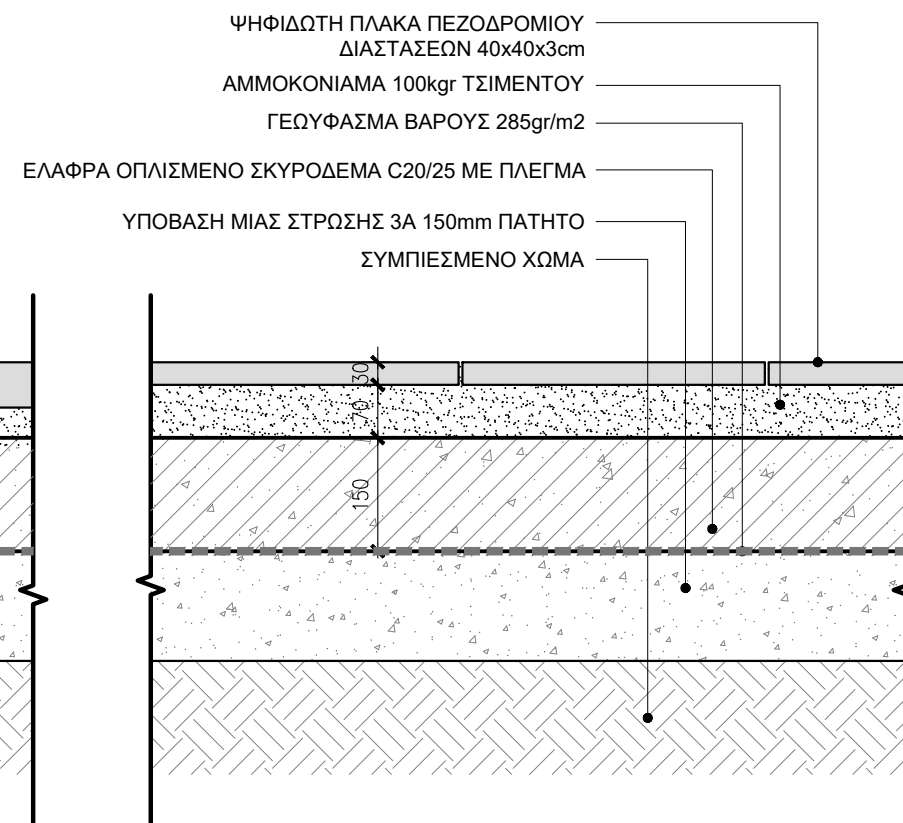 ΨΗΦΙΔΩΤΗ ΠΛΑΚΑ ΠΕΖΟΔΡΟΜΙΟΥ
ΔΙΑΣΤΑΣΕΩΝ 40x40x3cm
ΑΜΜΟΚΟΝΙΑΜΑ 100kgr ΤΣΙΜΕΝΤΟΥ
ΓΕΩΥΦΑΣΜΑ ΒΑΡΟΥΣ 285gr/m2
ΕΛΑΦΡΑ ΟΠΛΙΣΜΕΝΟ ΣΚΥΡΟΔΕΜΑ C20/25 ΜΕ ΠΛΕΓΜΑ
ΥΠΟΒΑΣΗ ΜΙΑΣ ΣΤΡΩΣΗΣ 3Α 150mm ΠΑΤΗΤΟ
ΣΥΜΠΙΕΣΜΕΝΟ ΧΩΜΑ
30
70
150